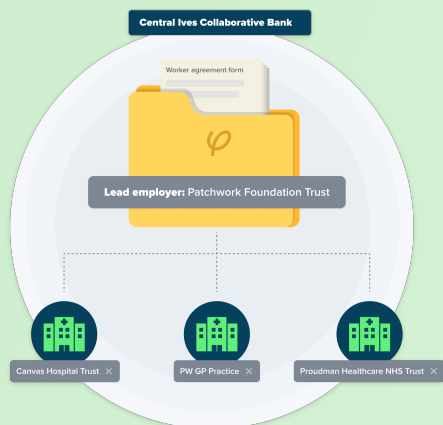 Central Ives Collaborative Bank
Worker agreement form
Lead employer: Patchwork Foundation Trust
Canvas Hospital Trust ×
PW GP Practice ×
Proudman Healthcare NHS Trust ×